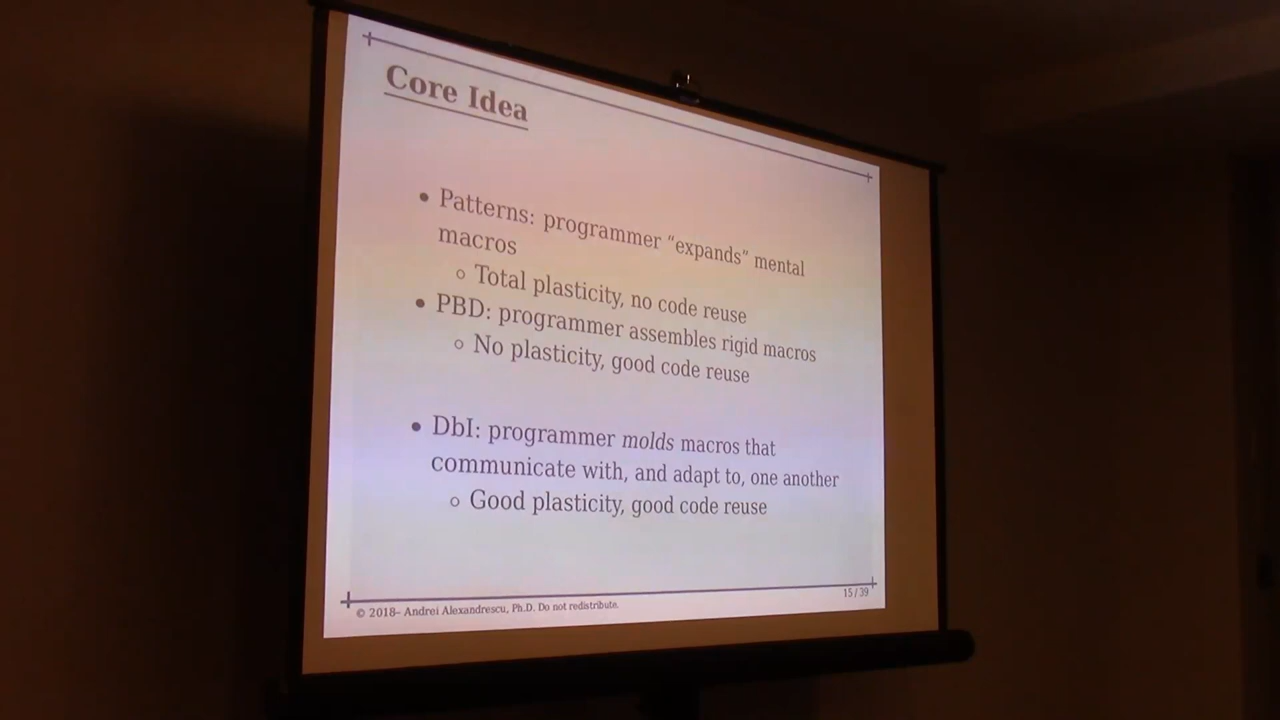 Core Idea
• Patterns: programmer “expands” mental
macros
○ Total plasticity, no code reuse
• PBD: programmer assembles rigid macros
○ No plasticity, good code reuse
• DbI: programmer molds macros that
communicate with, and adapt to, one another
○ Good plasticity, good code reuse
© 2018– Andrei Alexandrescu, Ph.D. Do not redistribute.
15 / 39